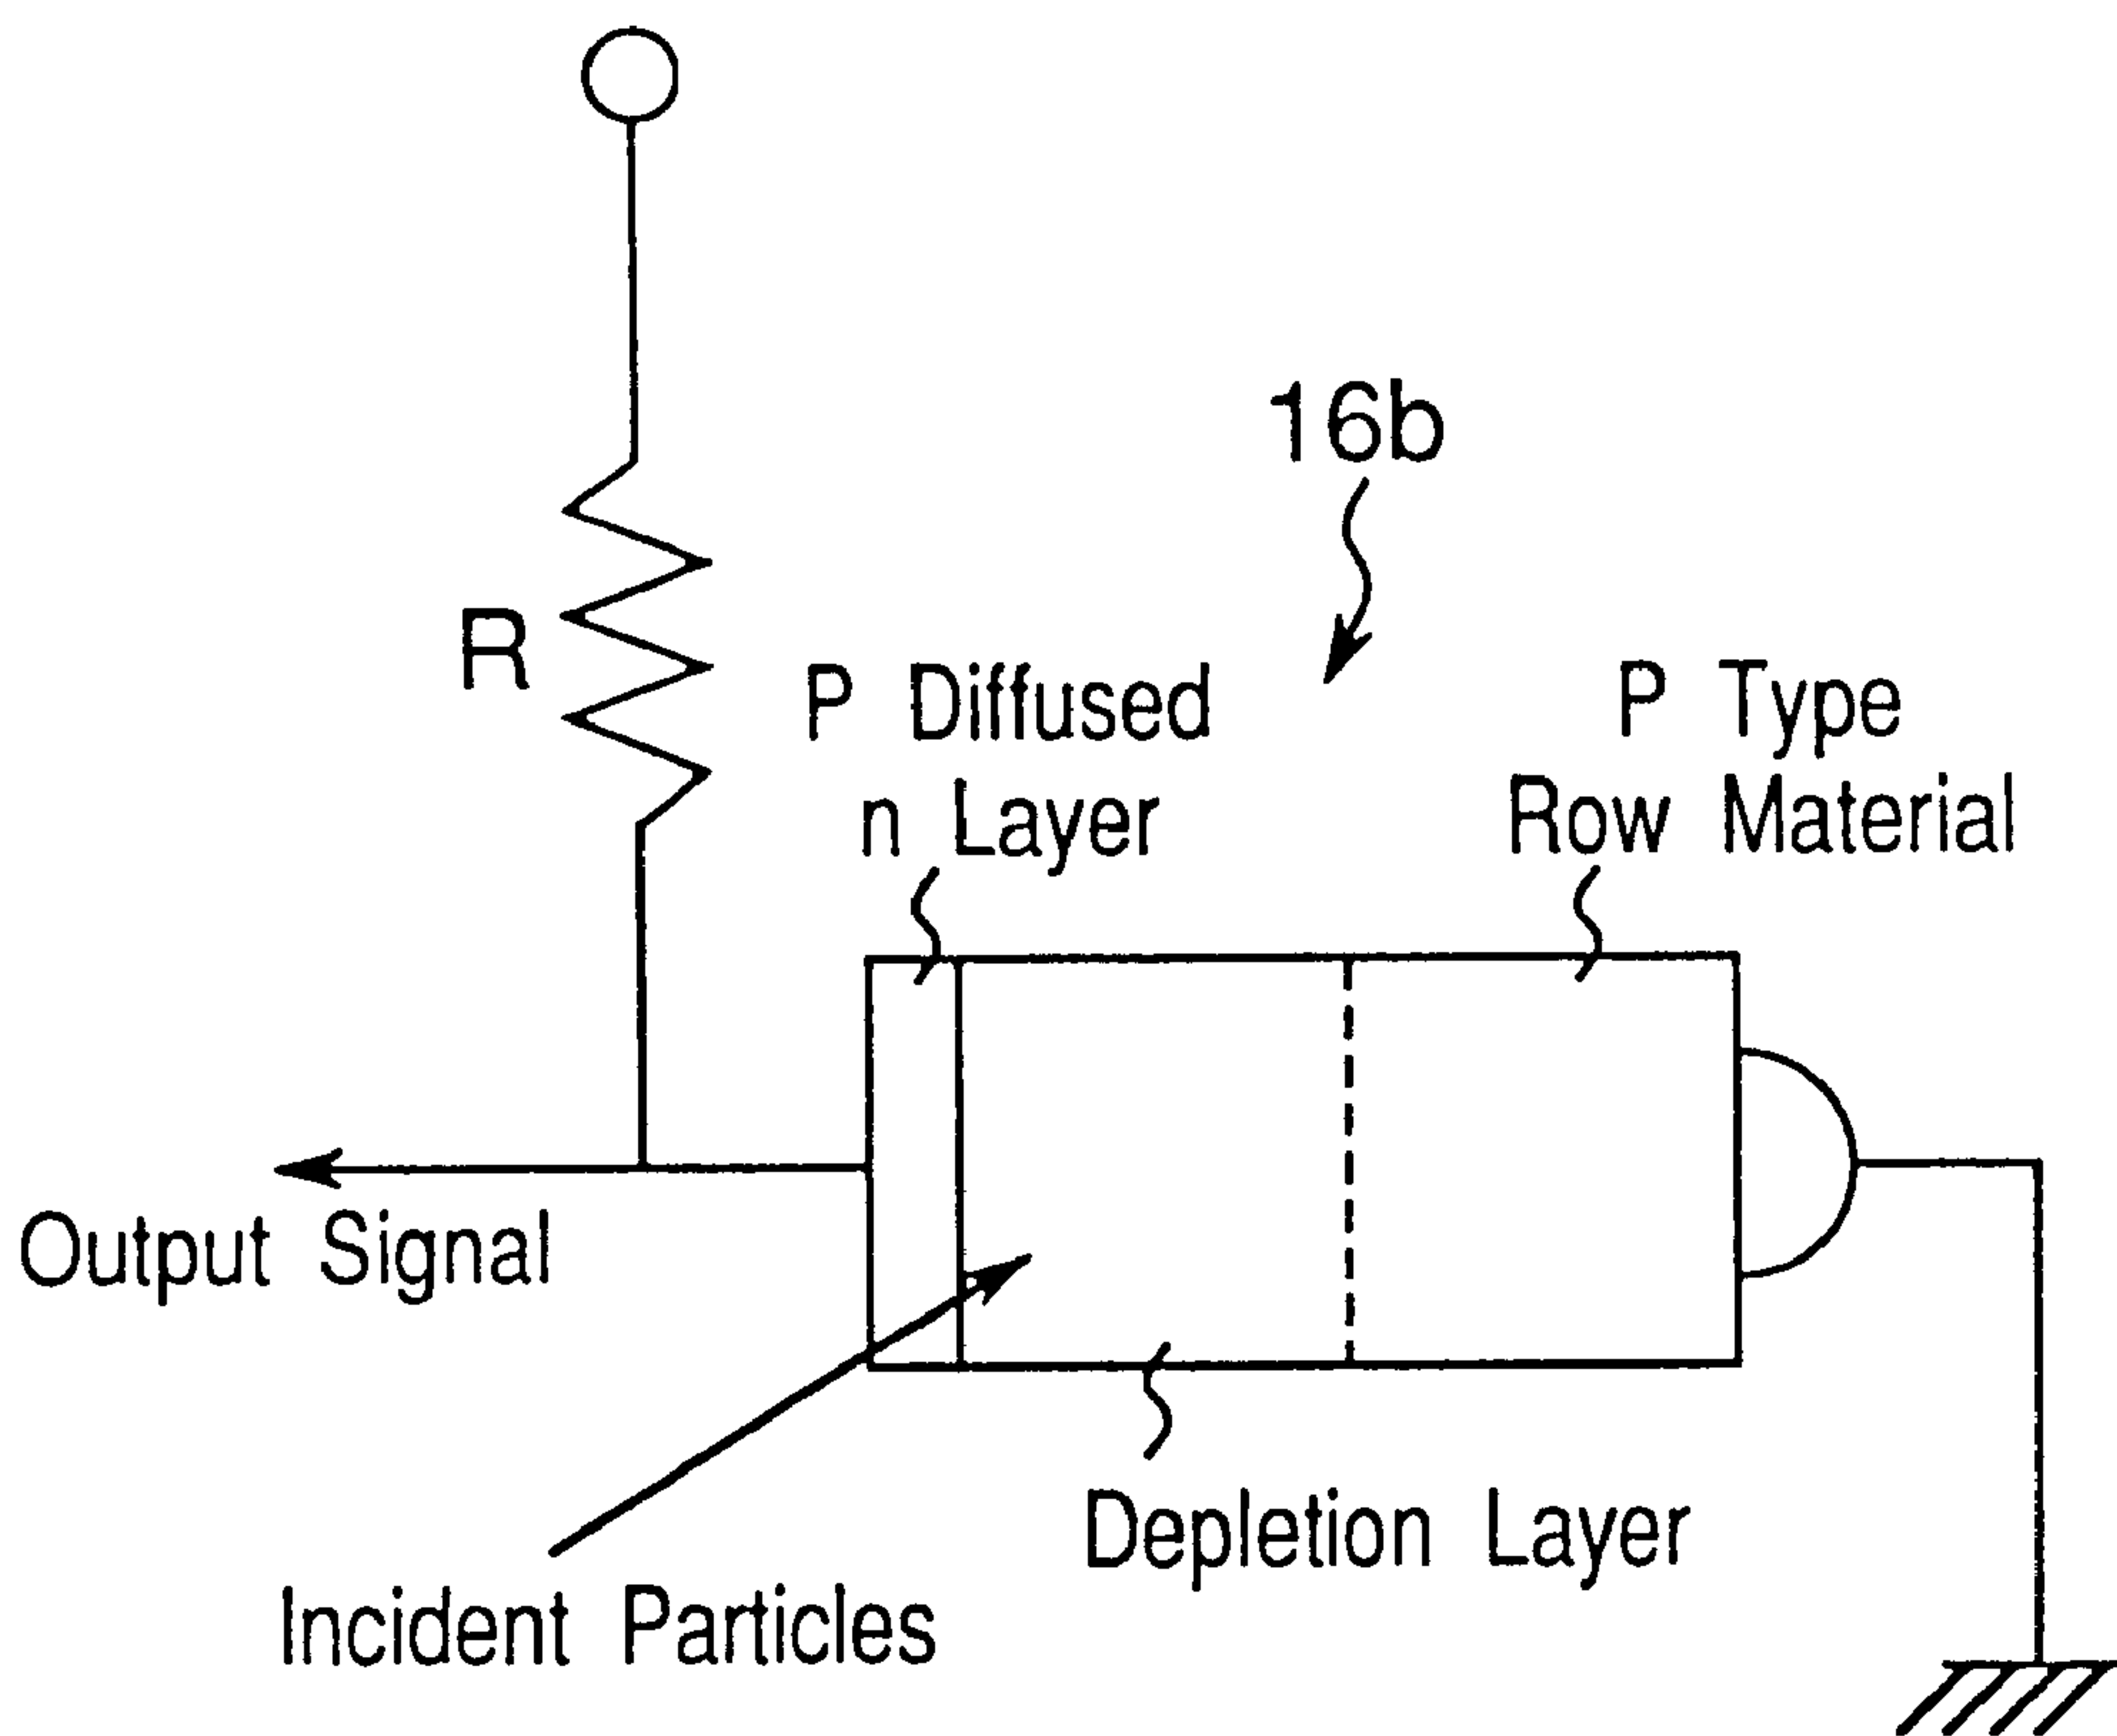 16b
R
P Diffused
n Layer
P Type
Row Material
Output Signal
Depletion Layer
Incident Particles